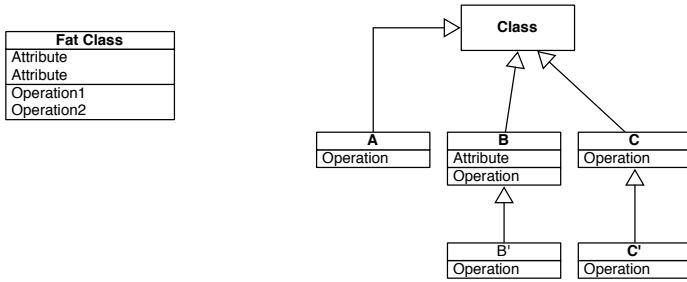 Fat Class
Attribute
Attribute
Operation1
Operation2
Class
A
Operation
B
Attribute
Operation
C
Operation
B'
Operation
C'
Operation